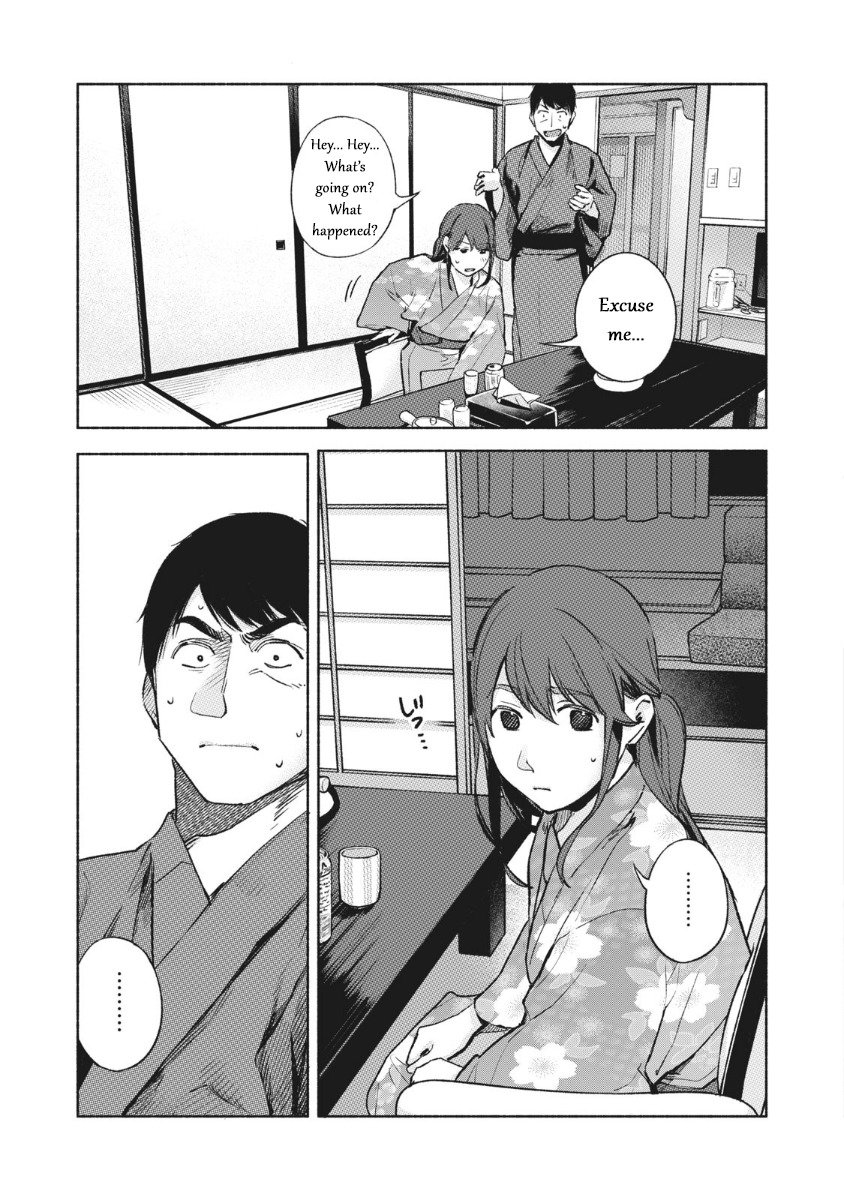 Hey... Hey...
What's
going on?
What
happened?
Excuse
me...
じっ…
........
........